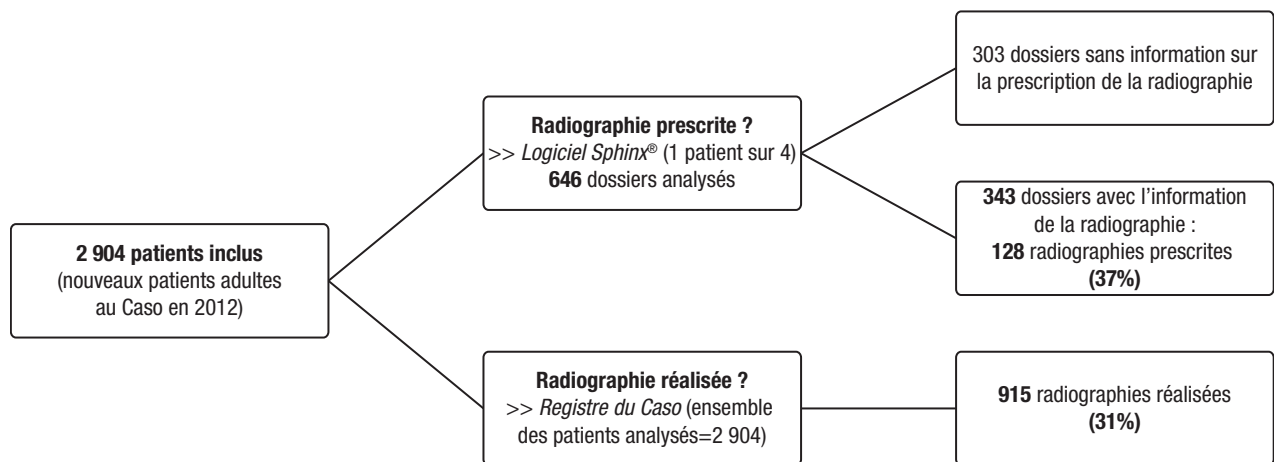 2 904 patients inclus
(nouveaux patients adultes
au Caso en 2012)
Radiographie prescrite ?
>> Logiciel Sphinx® (1 patient sur 4)
646 dossiers analysés
303 dossiers sans information sur
la prescription de la radiographie
343 dossiers avec l'information
de la radiographie :
128 radiographies prescrites
(37%)
Radiographie réalisée ?
>> Registre du Caso (ensemble
des patients analysés=2 904)
915 radiographies réalisées
(31%)